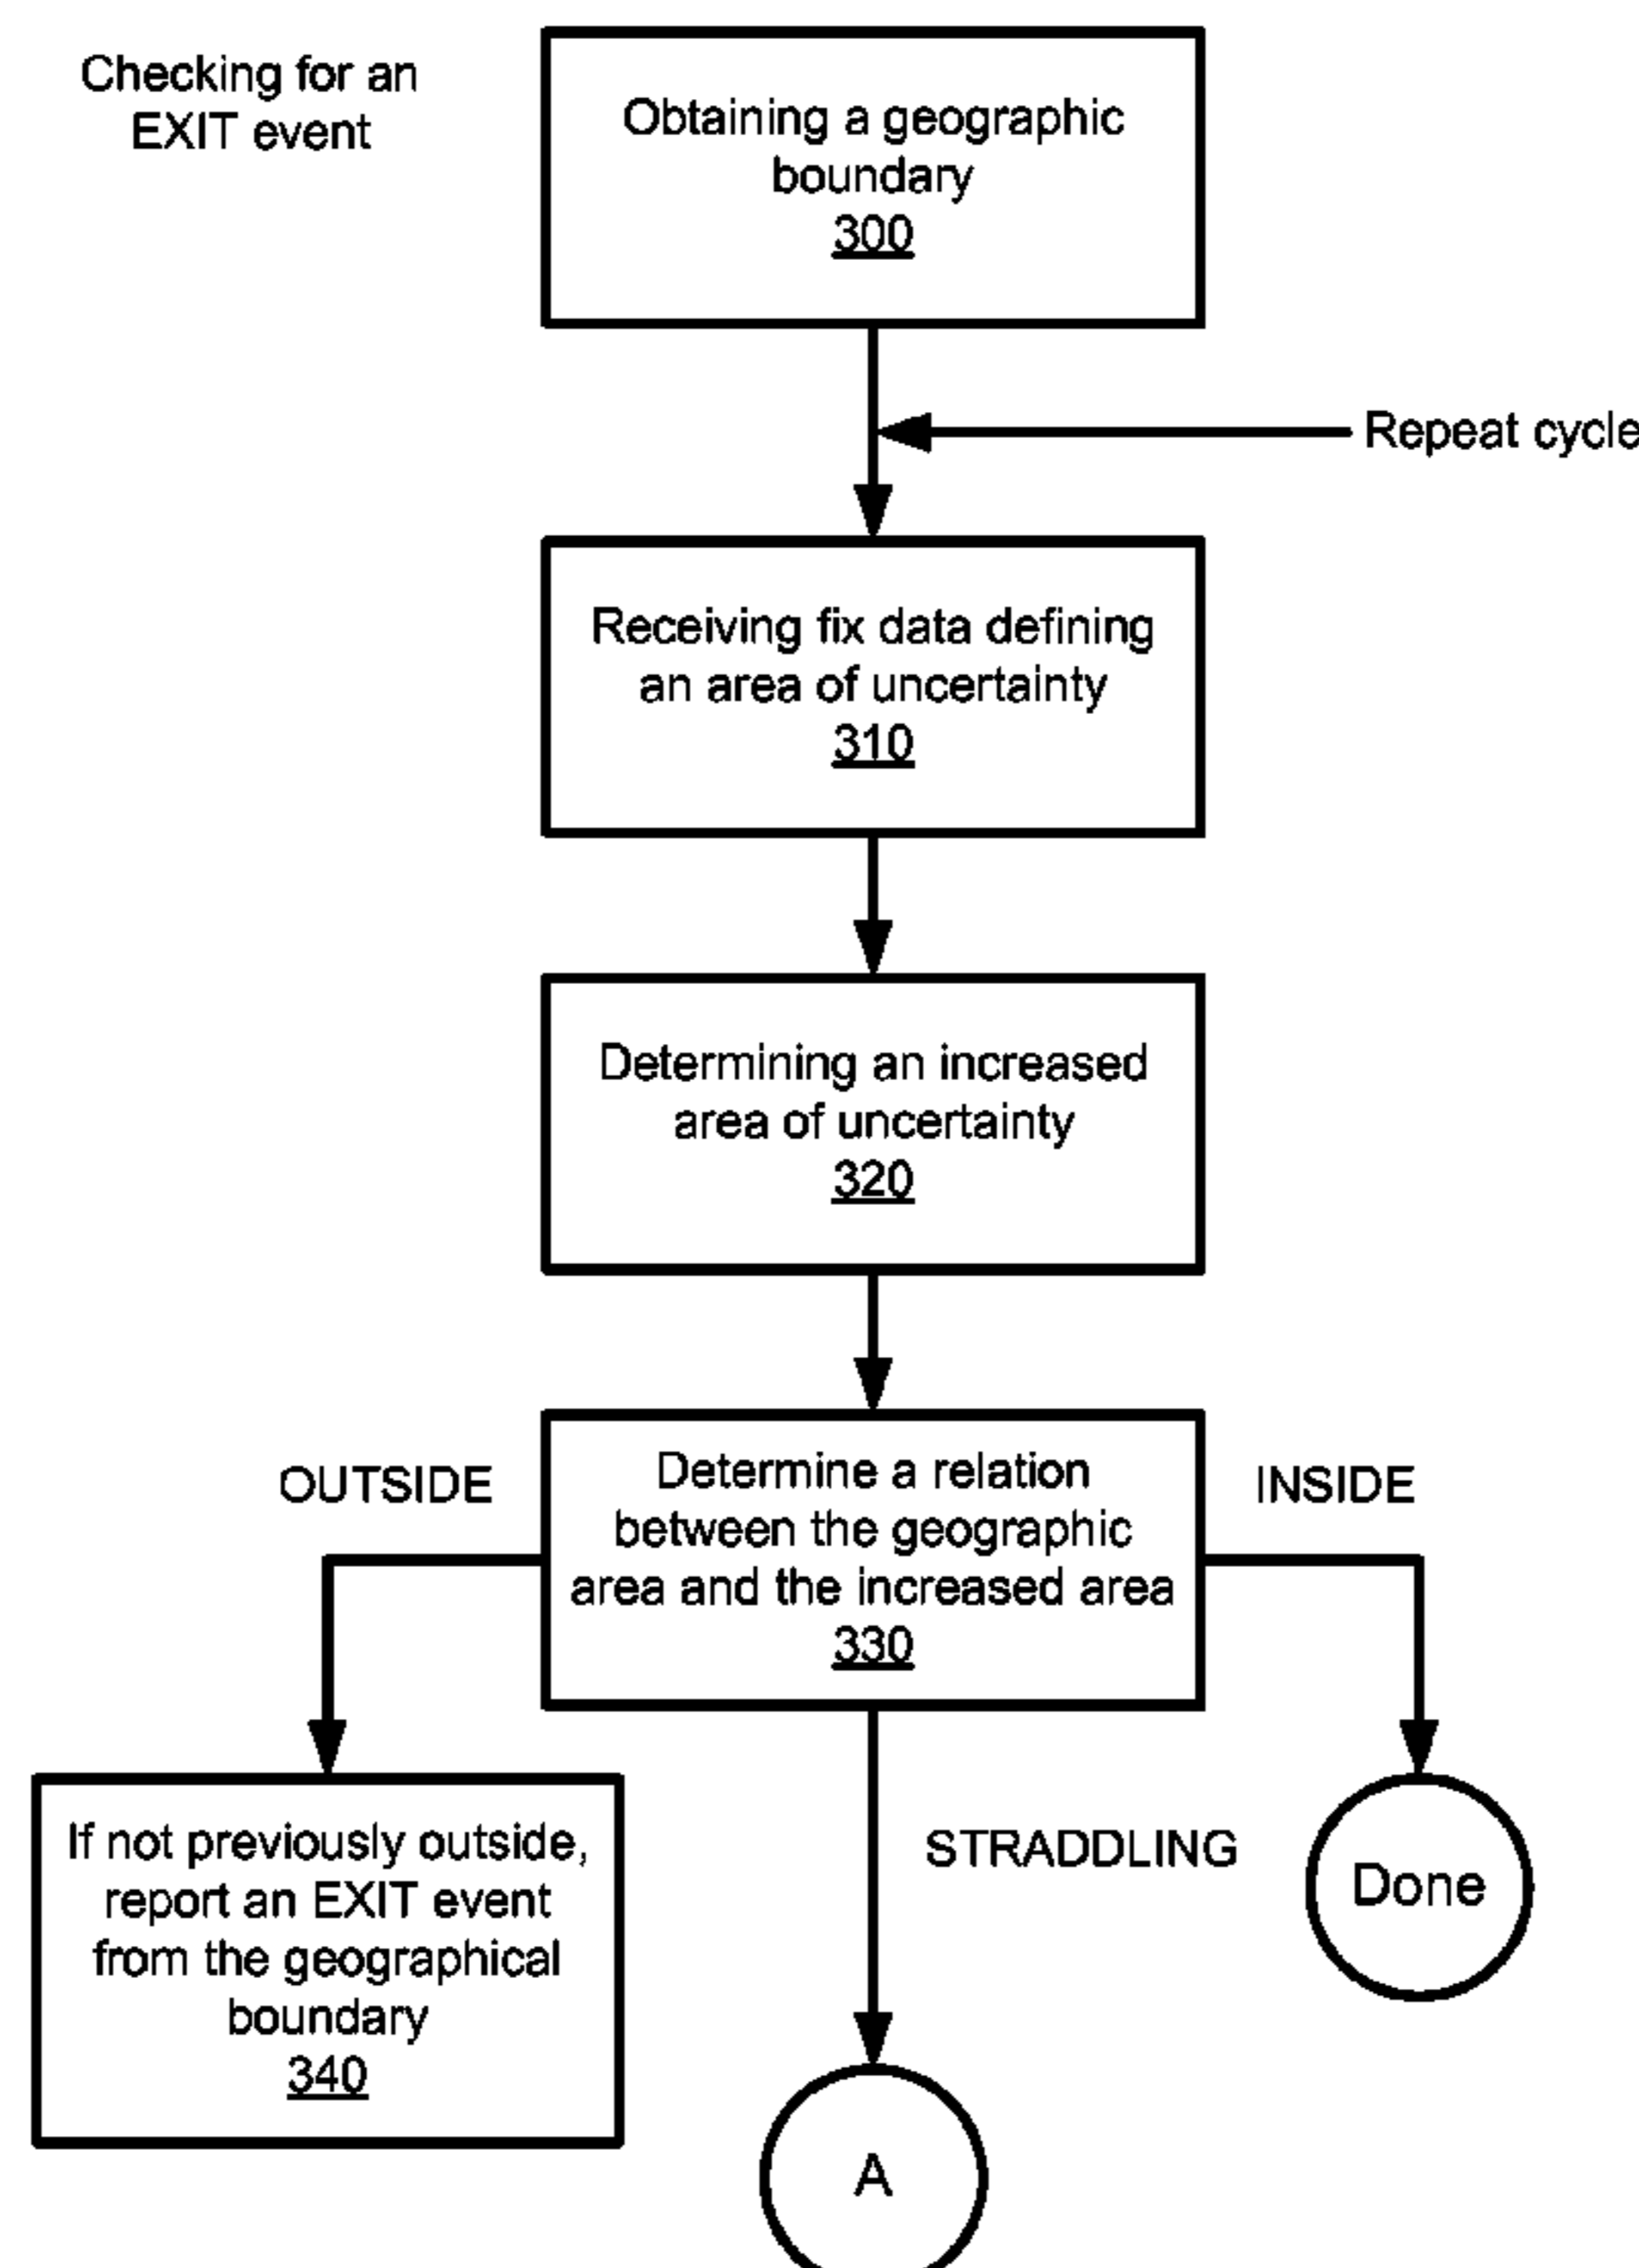 Checking for an
EXIT event
Obtaining a geographic
boundary
300
Repeat cycle
Receiving fix data defining
an area of uncertainty
310
Determining an increased
area of uncertainty
320
OUTSIDE
Determine a relation
between the geographic
area and the increased area
330
INSIDE
If not previously outside,
report an EXIT event
from the geographical
boundary
340
STRADDLING
Done
A